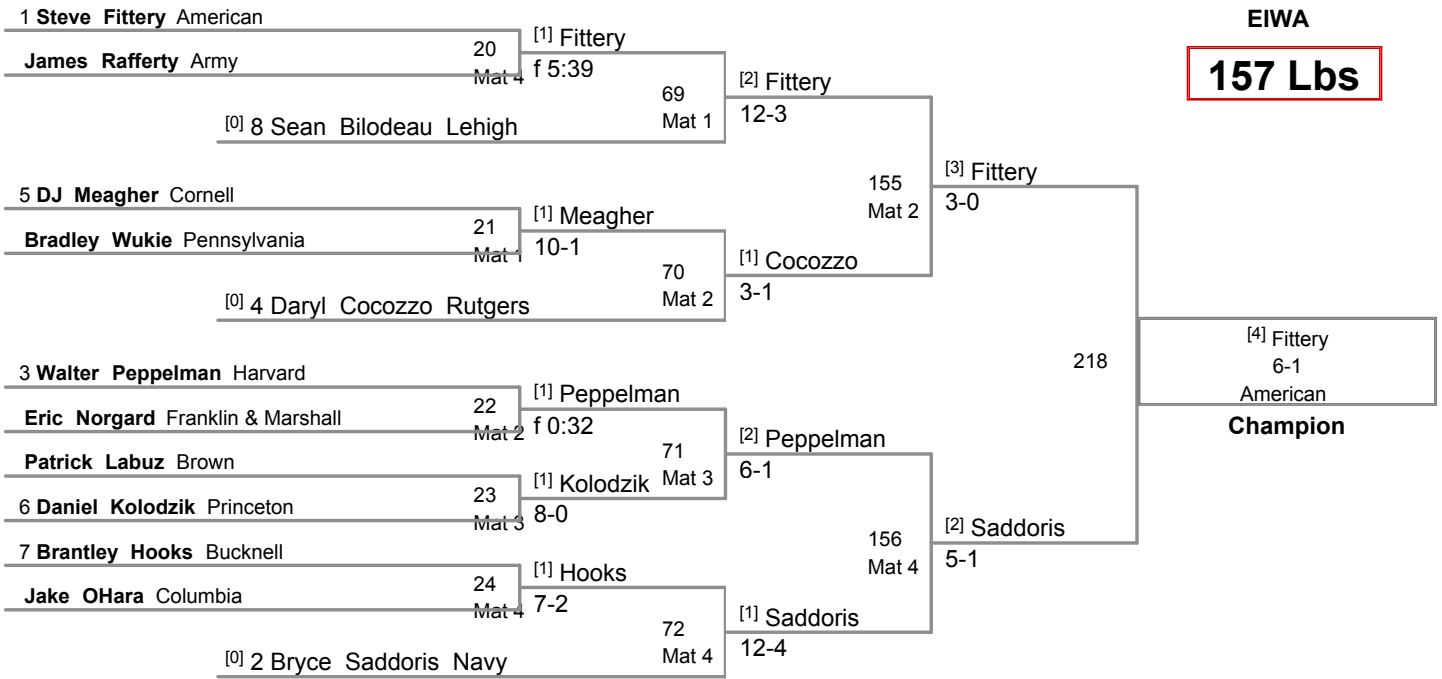 EIWA
157 Lbs
1 Steve Fittery American
James Rafferty Army
20
Mat 4
[1] Fittery
f 5:39
[0] 8 Sean Bilodeau Lehigh
69
Mat 1
[2] Fittery
12-3
5 DJ Meagher Cornell
Bradley Wukie Pennsylvania
21
Mat 1
[1] Meagher
10-1
[0] 4 Daryl Cocozzo Rutgers
70
Mat 2
[1] Cocozzo
3-1
155
Mat 2
[3] Fittery
3-0
3 Walter Peppelman Harvard
Eric Norgard Franklin & Marshall
22
Mat 2
[1] Peppelman
f 0:32
Patrick Labuz Brown
6 Daniel Kolodzik Princeton
23
Mat 3
[1] Kolodzik
8-0
71
Mat 3
[2] Peppelman
6-1
7 Brantley Hooks Bucknell
Jake OHara Columbia
24
Mat 4
[1] Hooks
7-2
[0] 2 Bryce Saddoris Navy
72
Mat 4
[1] Saddoris
12-4
156
Mat 4
[2] Saddoris
5-1
218
[4] Fittery
6-1
American
Champion